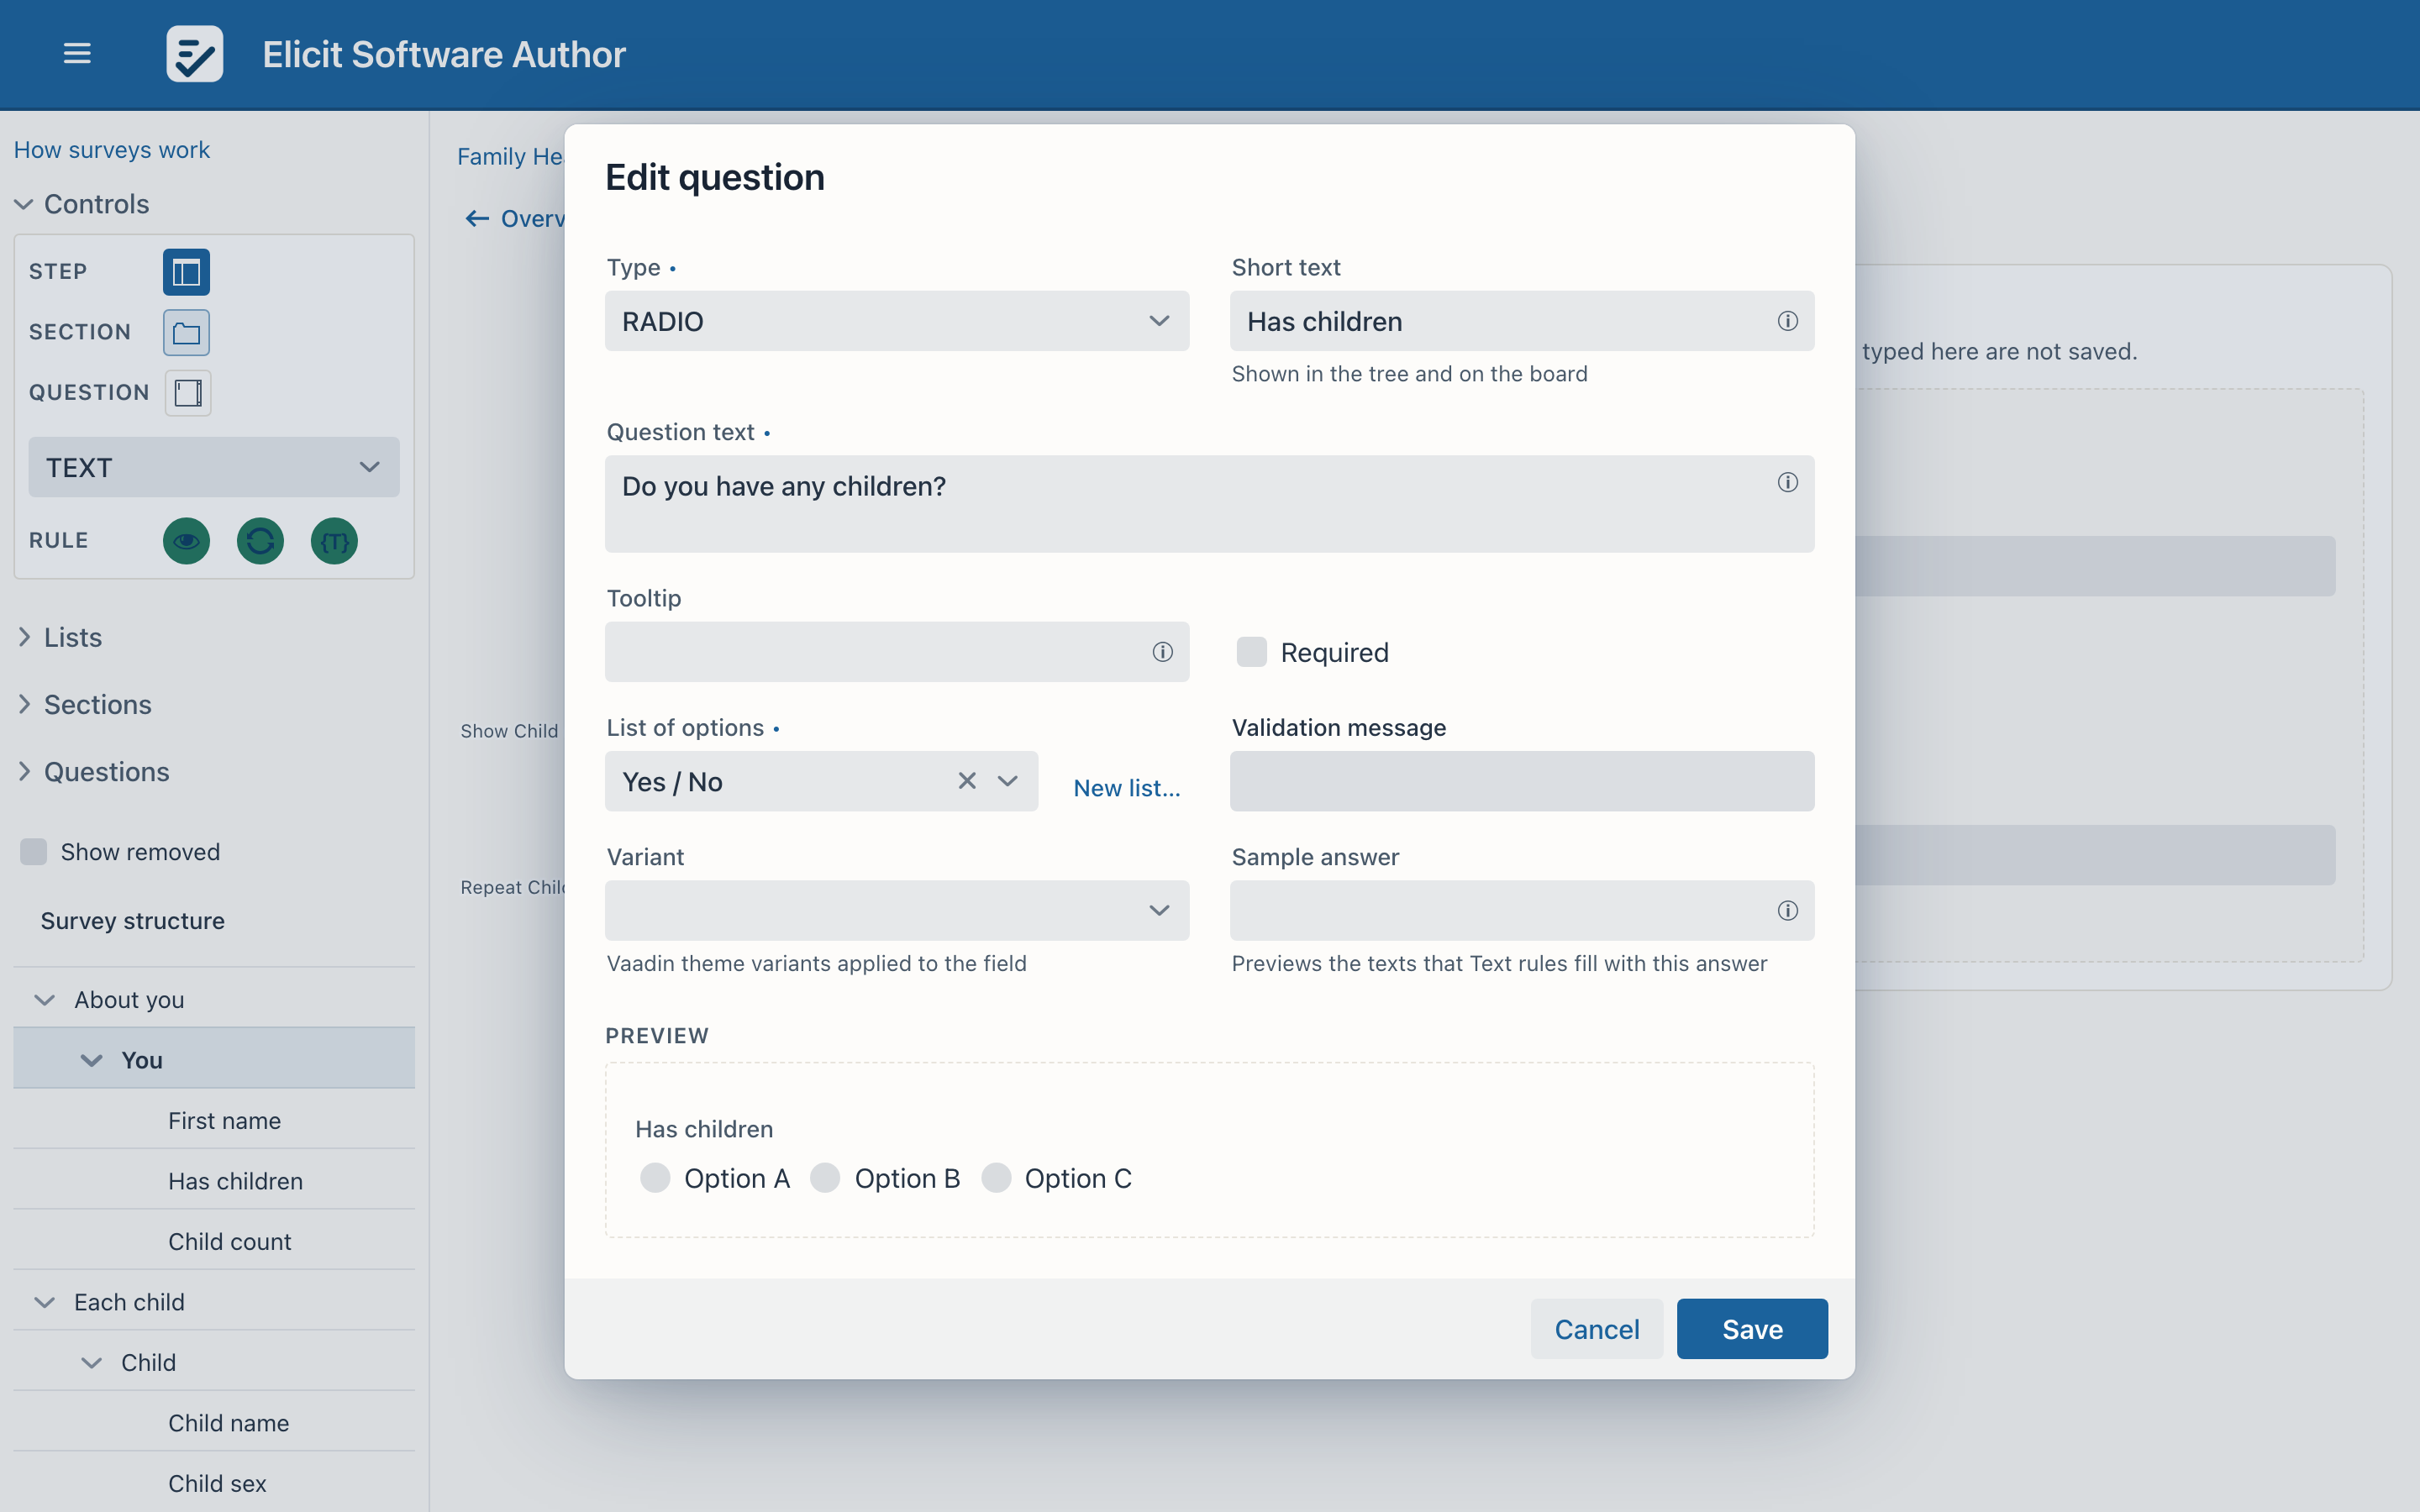 Elicit Software Author
How surveys work
Controls
STEP
SECTION
QUESTION
TEXT
RULE
{T}
Lists
Sections
Questions
Show removed
Survey structure
About you
You
First name
Has children
Child count
Each child
Child
Child name
Child sex
Family He
Overv
Show Child
Repeat Chil
typed here are not saved.
Edit question
Type •
RADIO
Short text
Has children
Shown in the tree and on the board
Question text •
Do you have any children?
Tooltip
Required
List of options •
Yes / No
New list...
Validation message
Variant
Vaadin theme variants applied to the field
Sample answer
Previews the texts that Text rules fill with this answer
PREVIEW
Has children
Option A Option B Option C
Cancel Save